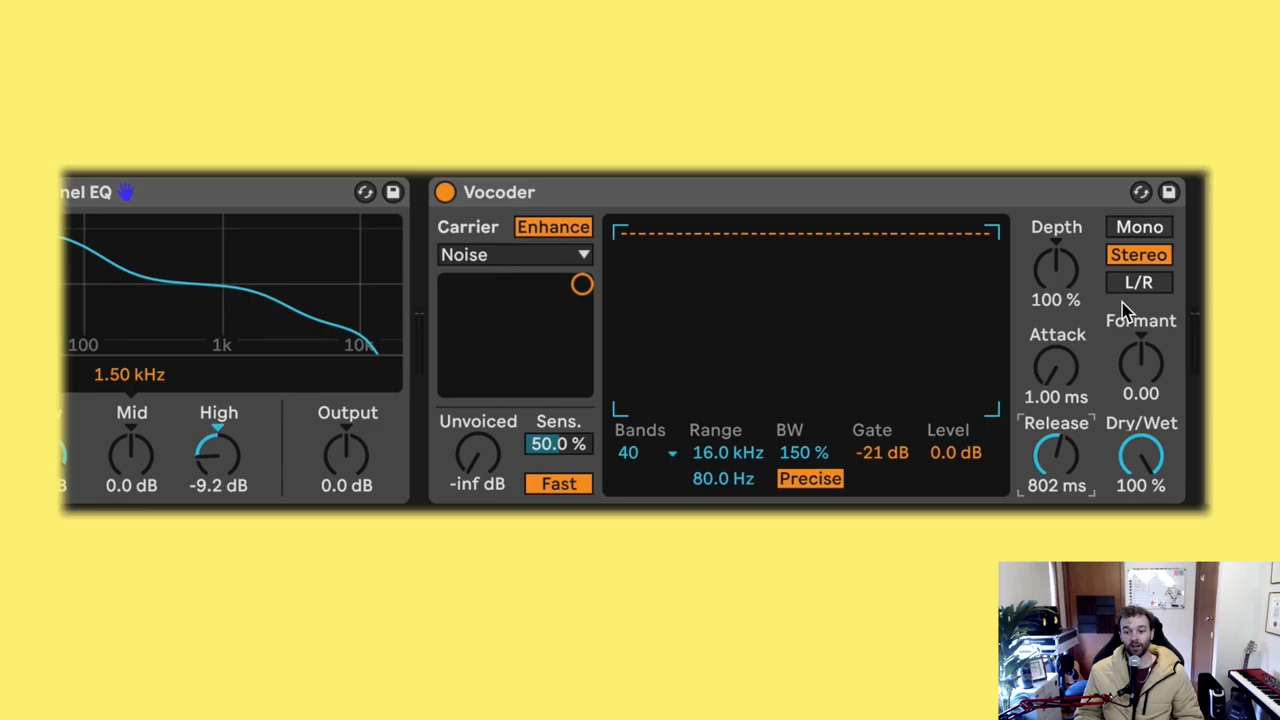 nel EQ
100
1k
10k
1.50 kHz
Mid
High
Output
0.0 dB
-9.2 dB
0.0 dB
Vocoder
Carrier
Enhance
Noise
Unvoiced
Sens.
50.0 %
-inf dB
Fast
Bands
Range
BW
Gate
Level
40
16.0 kHz
150 %
-21 dB
0.0 dB
80.0 Hz
Precise
Depth
Mono
Stereo
100 %
L/R
Formant
Attack
1.00 ms
0.00
Release
Dry/Wet
802 ms
100 %